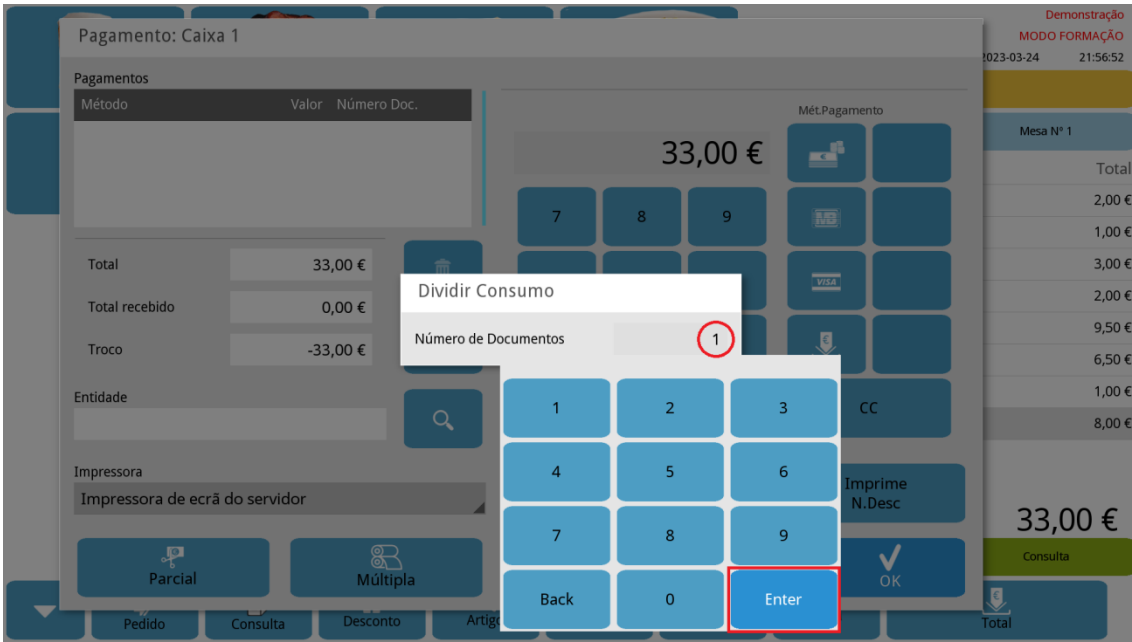 Demonstração
MODO FORMAÇÃO
2023-03-24 21:56:52
Pagamento: Caixa 1
Pagamentos
Método Valor Número Doc.
Mét.Pagamento
33,00 €
Mesa Nº 1
Total
2,00 €
1,00 €
3,00 €
2,00 €
9,50 €
6,50 €
1,00 €
8,00 €
7 8 9
MB
VISA
Total 33,00 €
Total recebido 0,00 €
Troco -33,00 €
Dividir Consumo
Número de Documentos 1
1 2 3
4 5 6
7 8 9
Back 0 Enter
CC
Entidade
Impressora
Impressora de ecrã do servidor
Imprime
N.Desc
33,00 €
Parcial
Múltipla
OK
Consulta
Pedido
Consulta
Desconto
Total